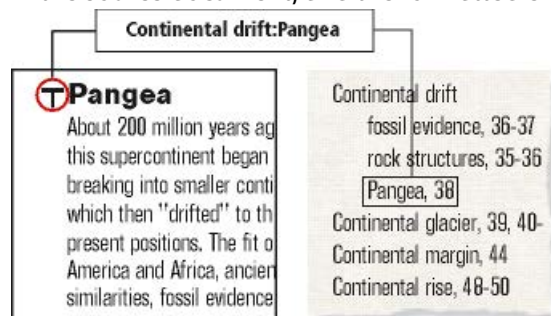 Continental drift:Pangea
TPangea
About 200 million years ag
this supercontinent began
breaking into smaller conti
which then "drifted" to th
present positions. The fit o
America and Africa, ancien
similarities, fossil evidence
Continental drift
fossil evidence, 36-37
rock structures, 35-36
Pangea, 38
Continental glacier, 39, 40-
Continental margin, 44
Continental rise, 48-50